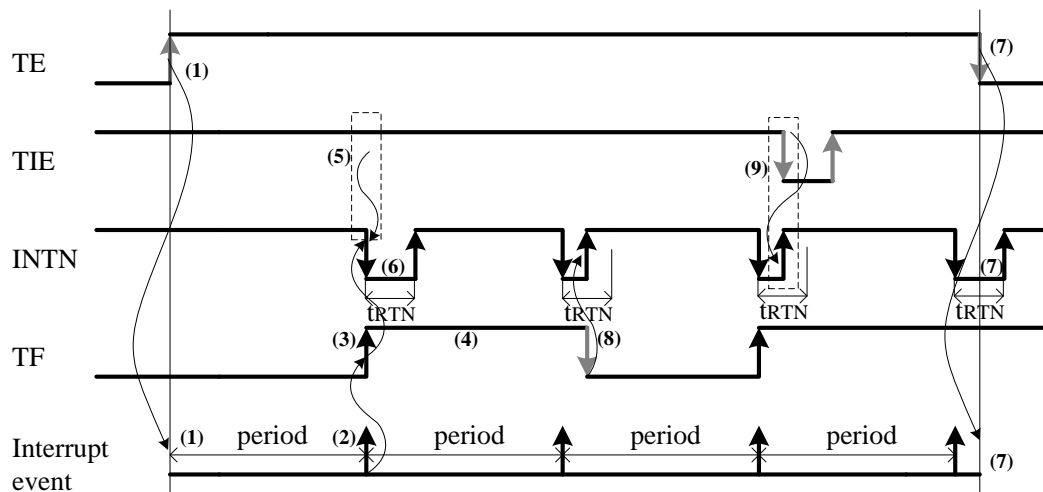 TE
(1)
(7)
TIE
(5)
(9)
INTN
(6)
(7)
tRTN
tRTN
tRTN
tRTN
TF
(3)
(4)
(8)
Interrupt
event
(1)
period
(2)
period
period
period
(7)